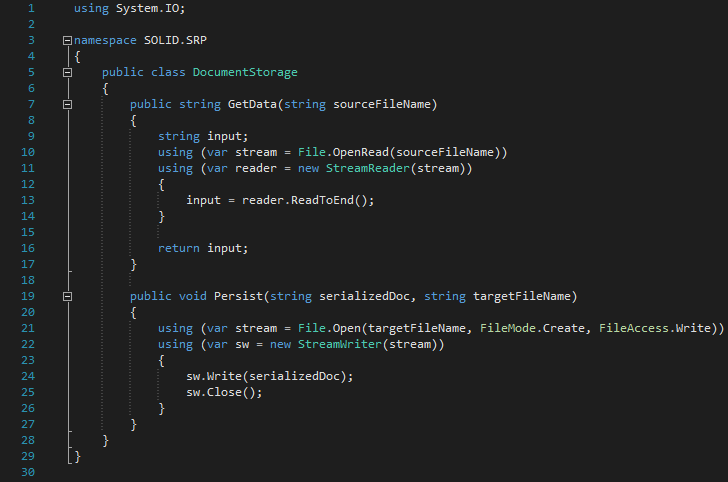 1 using System.IO;
2
3 namespace SOLID.SRP
4 {
5     public class DocumentStorage
6     {
7         public string GetData(string sourceFileName)
8         {
9             string input;
10             using (var stream = File.OpenRead(sourceFileName))
11             using (var reader = new StreamReader(stream))
12             {
13                 input = reader.ReadToEnd();
14             }
15
16             return input;
17         }
18
19         public void Persist(string serializedDoc, string targetFileName)
20         {
21             using (var stream = File.Open(targetFileName, FileMode.Create, FileAccess.Write))
22             using (var sw = new StreamWriter(stream))
23             {
24                 sw.Write(serializedDoc);
25                 sw.Close();
26             }
27         }
28     }
29 }
30